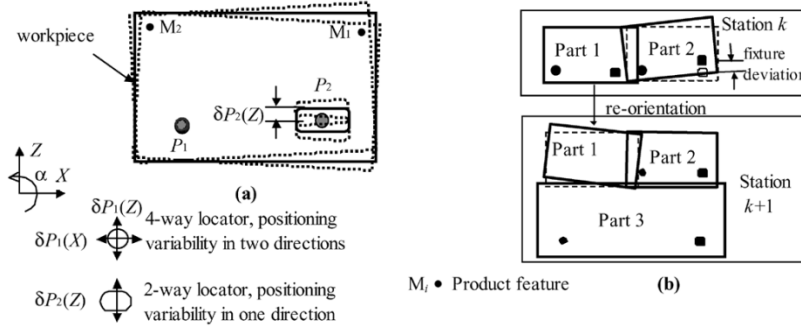 M₂
M₁
workpiece
P₂
δP₂(Z)
P₁
Z
α
X
(a)
δP₁(Z)
δP₁(X)
4-way locator, positioning
variability in two directions
δP₂(Z)
2-way locator, positioning
variability in one direction
Station k
Part 1
Part 2
fixture
deviation
re-orientation
Part 1
Part 2
Station
k+1
Part 3
Mᵢ ● Product feature
(b)